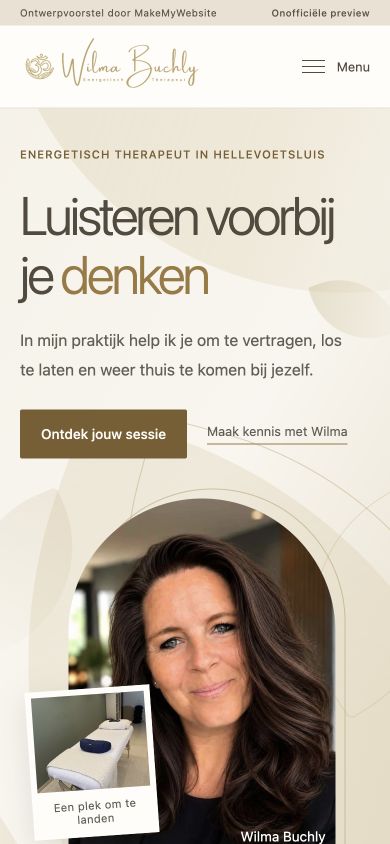 Ontwerpvoorstel door MakeMyWebsite
Onofficiële preview
Wilma Buchly
Energetisch Therapeut
Menu
ENERGETISCH THERAPEUT IN HELLEVOETSLUIS
Luisteren voorbij
je denken
In mijn praktijk help ik je om te vertragen, los
te laten en weer thuis te komen bij jezelf.
Ontdek jouw sessie
Maak kennis met Wilma
Een plek om te
landen
Wilma Buchly